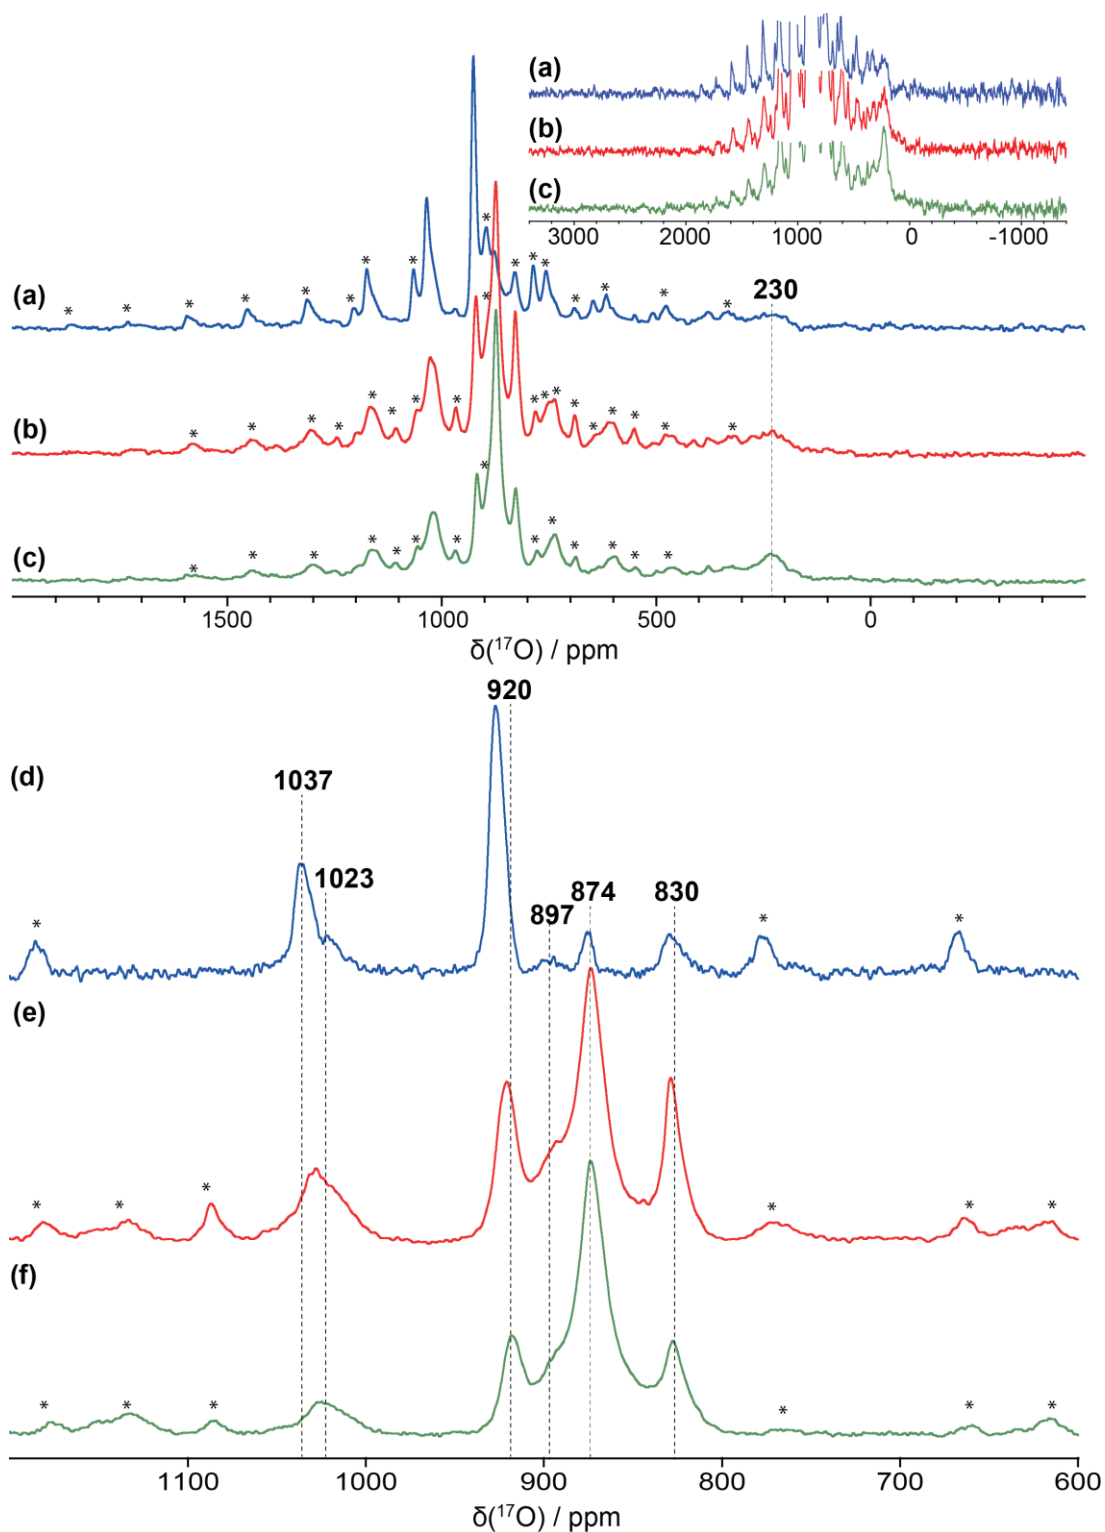 (a)
(b)
(c)
3000 2000 1000 0 -1000
(a)
230
(b)
(c)
1500 1000 500 0
δ(¹⁷O) / ppm
920
(d)
1037
1023
897
874
830
(e)
(f)
1100 1000 900 800 700 600
δ(¹⁷O) / ppm